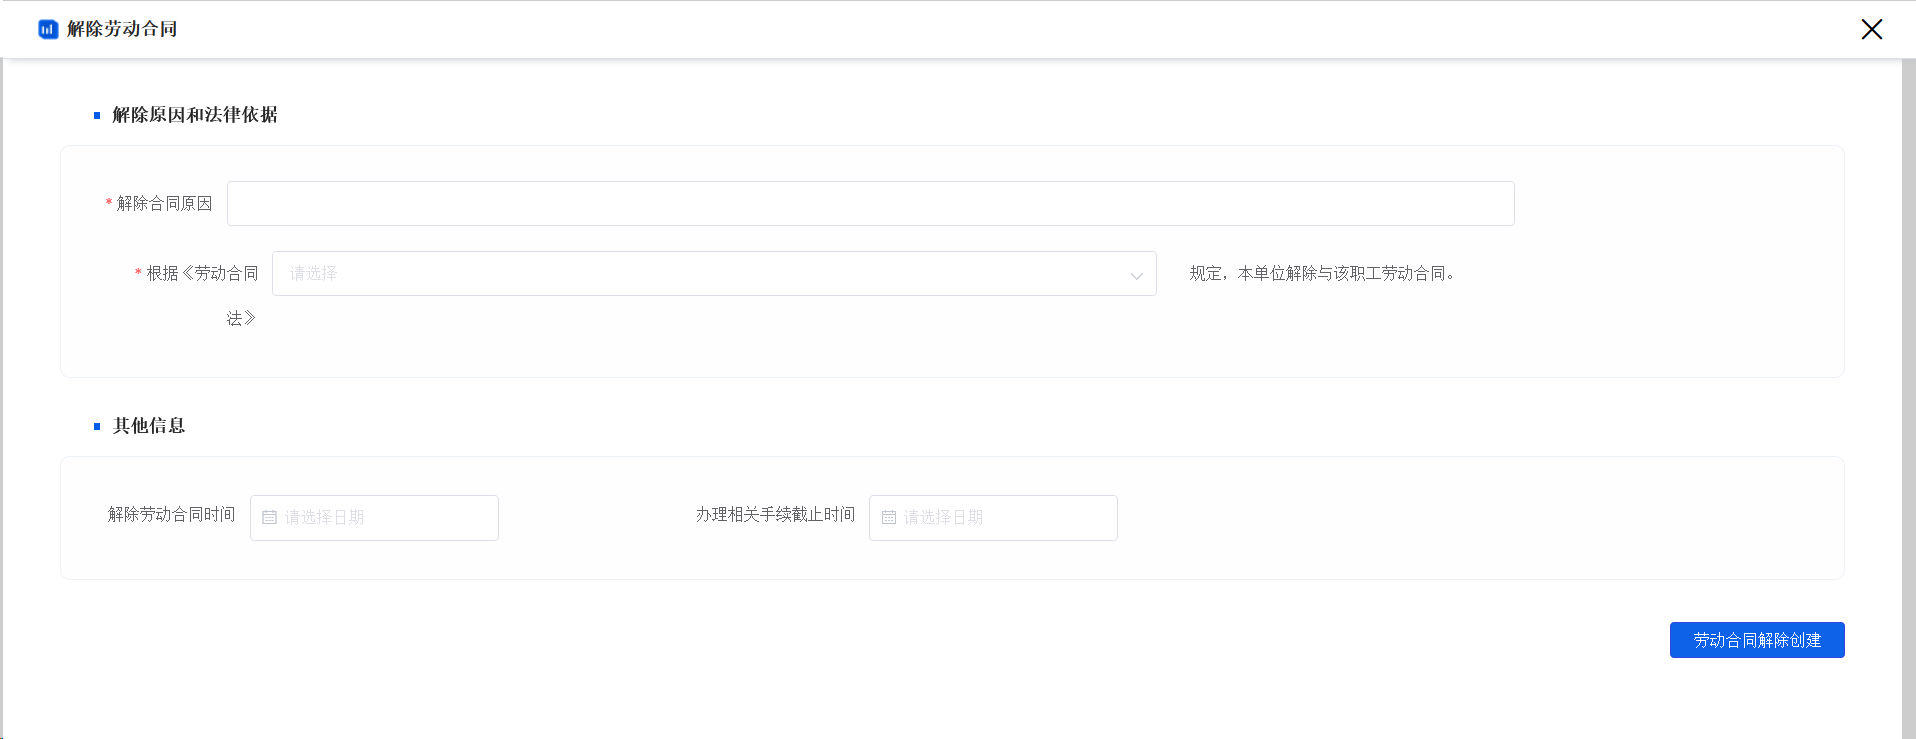 解除劳动合同
解除原因和法律依据
* 解除合同原因
* 根据《劳动合同 请选择 规定，本单位解除与该职工劳动合同。
法》
其他信息
解除劳动合同时间 请选择日期 办理相关手续截止时间 请选择日期
劳动合同解除创建